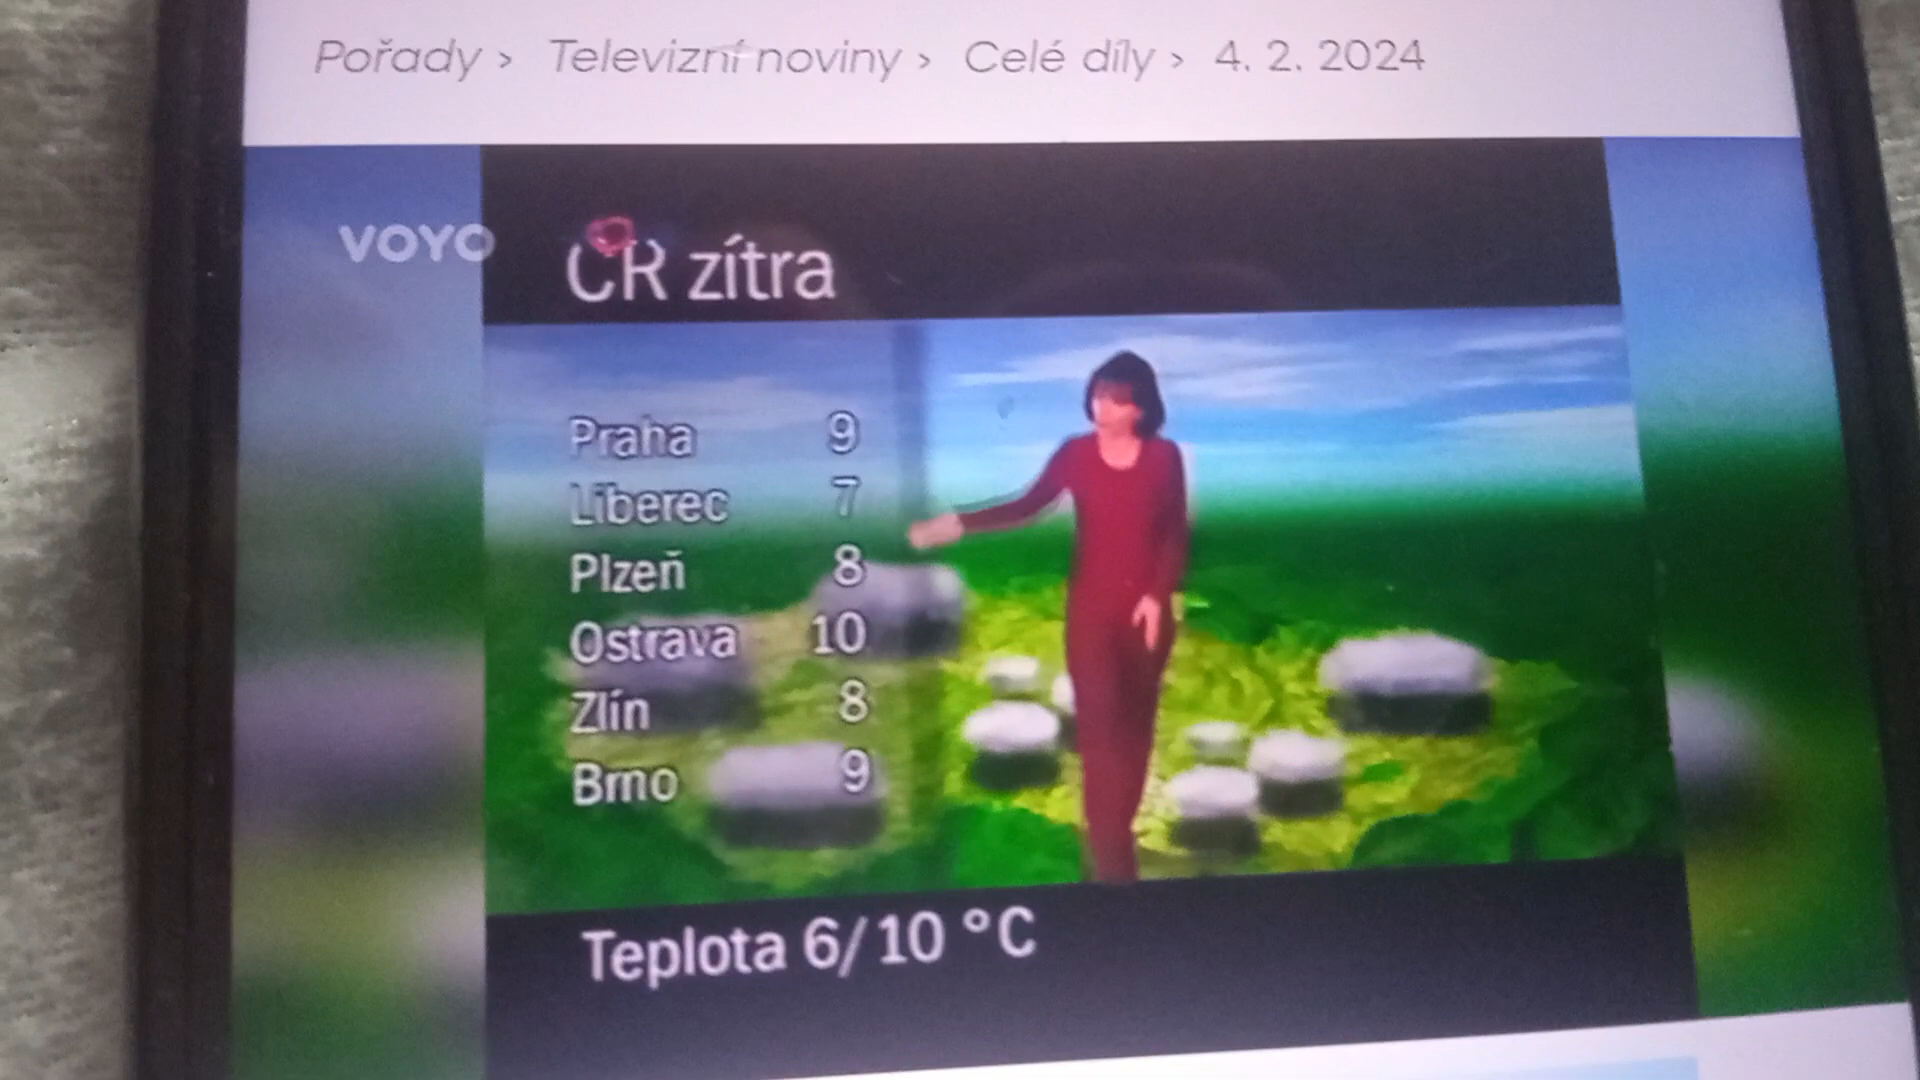 Pořady › Televizní noviny › Celé díly › 4. 2. 2024
VOYO
ČR zítra
Praha 9
Liberec 7
Plzeň 8
Ostrava 10
Zlín 8
Brno 9
Teplota 6/10 °C